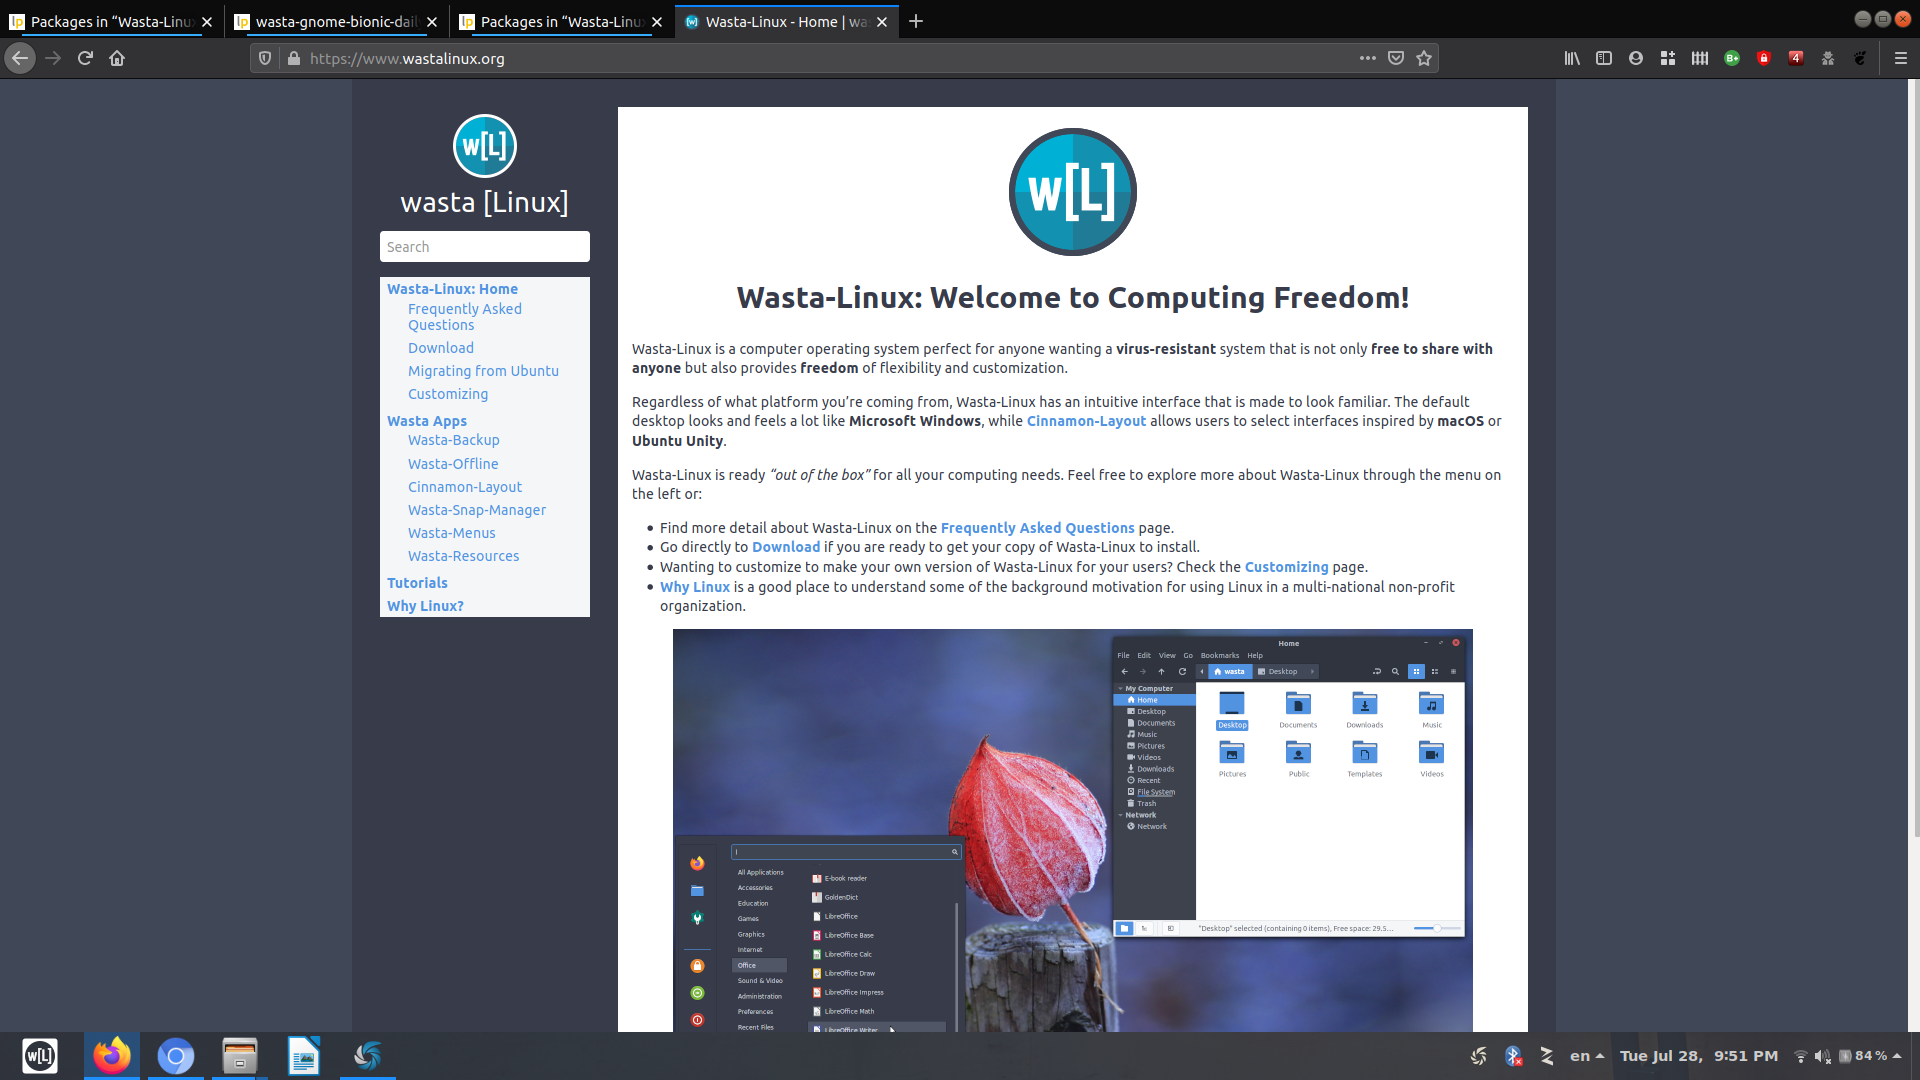 Packages in “Wasta-Linu
wasta-gnome-bionic-dail
Packages in “Wasta-Linu
Wasta-Linux - Home | wa
https://www.wastalinux.org
B+
4
w[L]
wasta [Linux]
Search
Wasta-Linux: Home
Frequently Asked
Questions
Download
Migrating from Ubuntu
Customizing
Wasta Apps
Wasta-Backup
Wasta-Offline
Cinnamon-Layout
Wasta-Snap-Manager
Wasta-Menus
Wasta-Resources
Tutorials
Why Linux?
w[L]
Wasta-Linux: Welcome to Computing Freedom!
Wasta-Linux is a computer operating system perfect for anyone wanting a virus-resistant system that is not only free to share with
anyone but also provides freedom of flexibility and customization.
Regardless of what platform you’re coming from, Wasta-Linux has an intuitive interface that is made to look familiar. The default
desktop looks and feels a lot like Microsoft Windows, while Cinnamon-Layout allows users to select interfaces inspired by macOS or
Ubuntu Unity.
Wasta-Linux is ready “out of the box” for all your computing needs. Feel free to explore more about Wasta-Linux through the menu on
the left or:
• Find more detail about Wasta-Linux on the Frequently Asked Questions page.
• Go directly to Download if you are ready to get your copy of Wasta-Linux to install.
• Wanting to customize to make your own version of Wasta-Linux for your users? Check the Customizing page.
• Why Linux is a good place to understand some of the background motivation for using Linux in a multi-national non-profit
organization.
Home
File Edit View Go Bookmarks Help
wasta Desktop
My Computer
Home
Desktop
Documents
Music
Pictures
Videos
Downloads
Recent
File System
Trash
Network
Network
Desktop Documents Downloads Music
Pictures Public Templates Videos
"Desktop" selected (containing 0 items), Free space: 29.5...
All Applications
Accessories
Education
Games
Graphics
Internet
Office
Sound & Video
Administration
Preferences
Recent Files
E-book reader
GoldenDict
LibreOffice
LibreOffice Base
LibreOffice Calc
LibreOffice Draw
LibreOffice Impress
LibreOffice Math
LibreOffice Writer
w[L]
en
Tue Jul 28, 9:51 PM
84 %